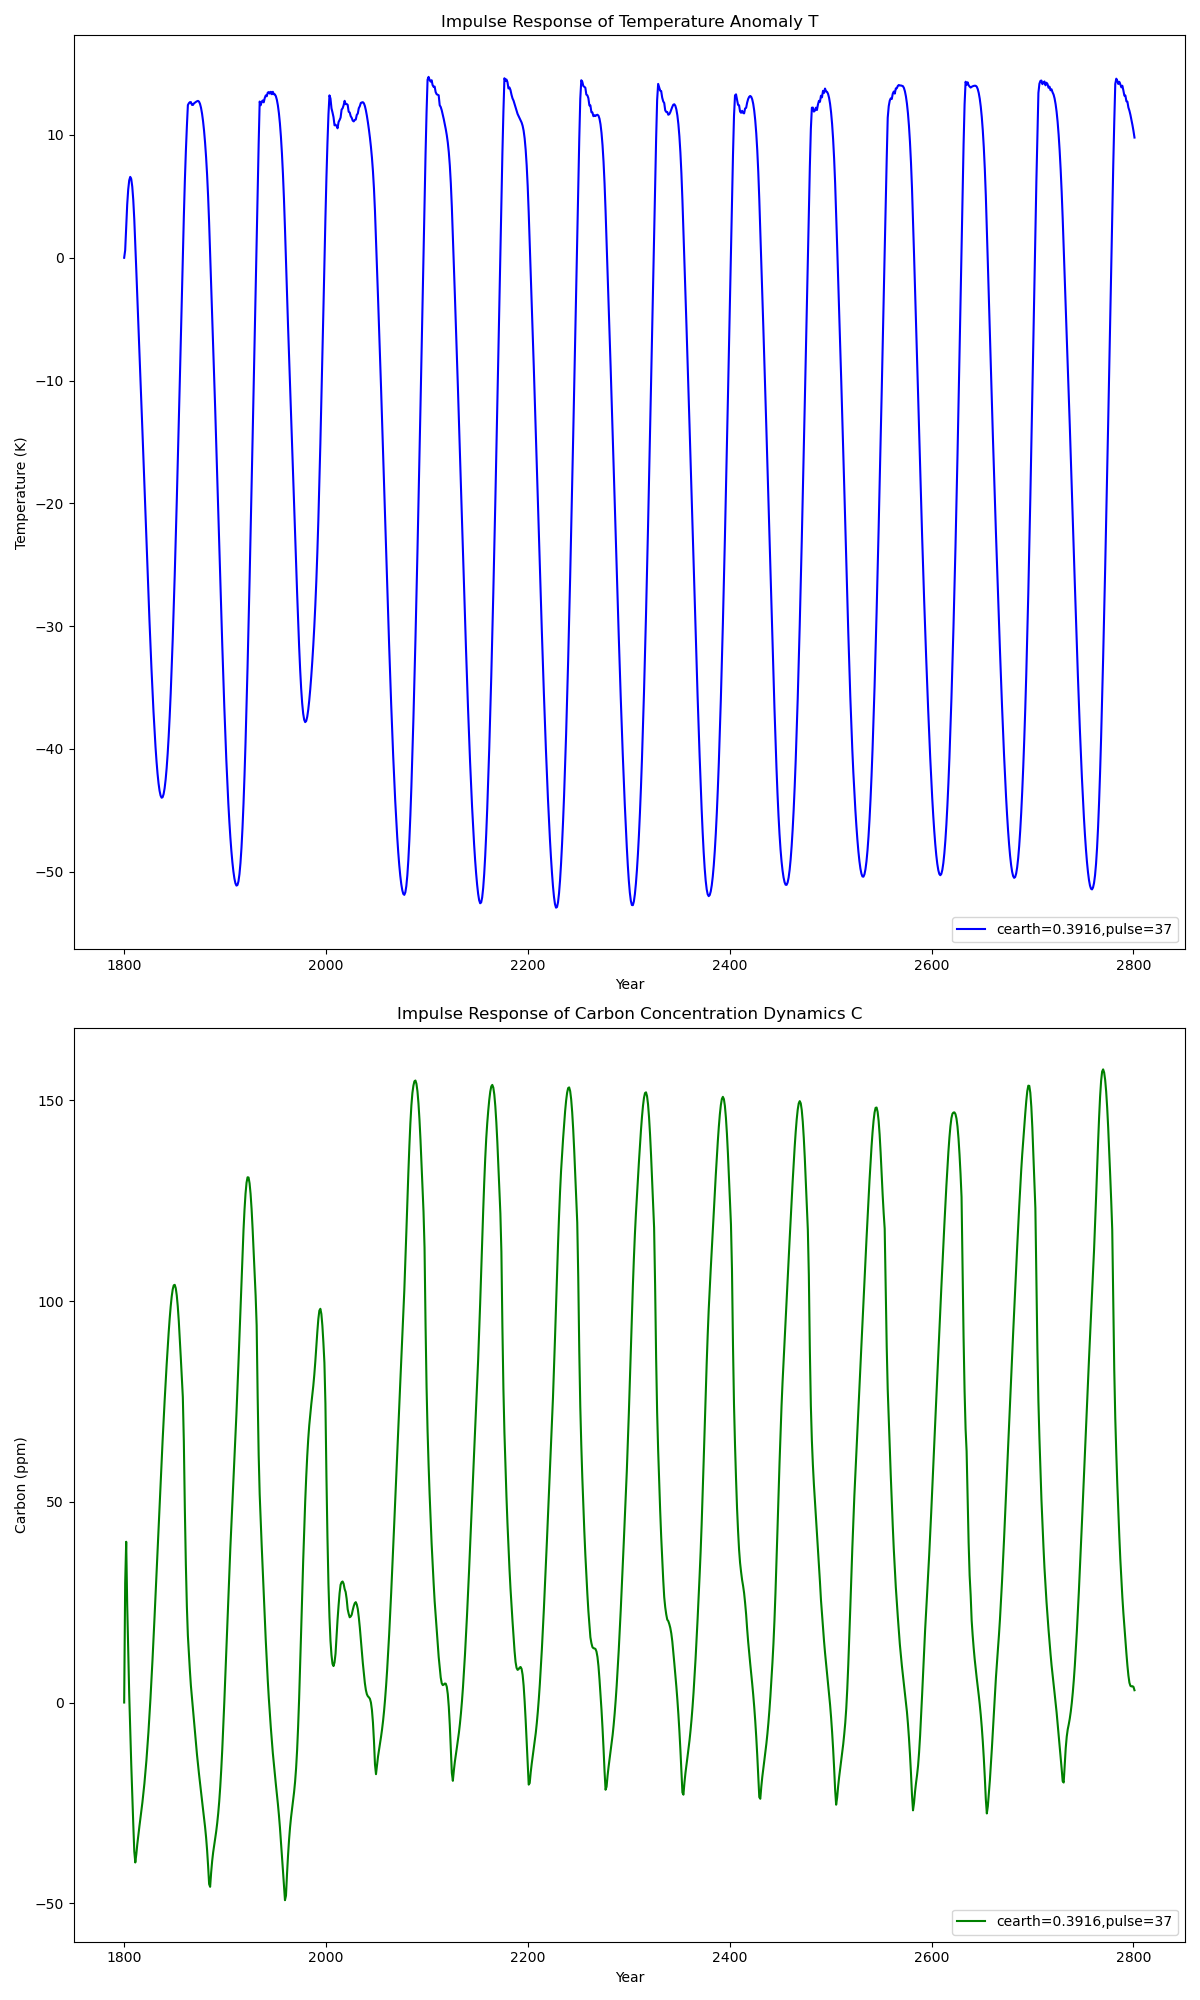 Impulse Response of Temperature Anomaly T
Temperature (K)
10
0
−10
−20
−30
−40
−50
cearth=0.3916,pulse=37
1800 2000 2200 2400 2600 2800
Year
Impulse Response of Carbon Concentration Dynamics C
Carbon (ppm)
150
100
50
0
−50
cearth=0.3916,pulse=37
1800 2000 2200 2400 2600 2800
Year